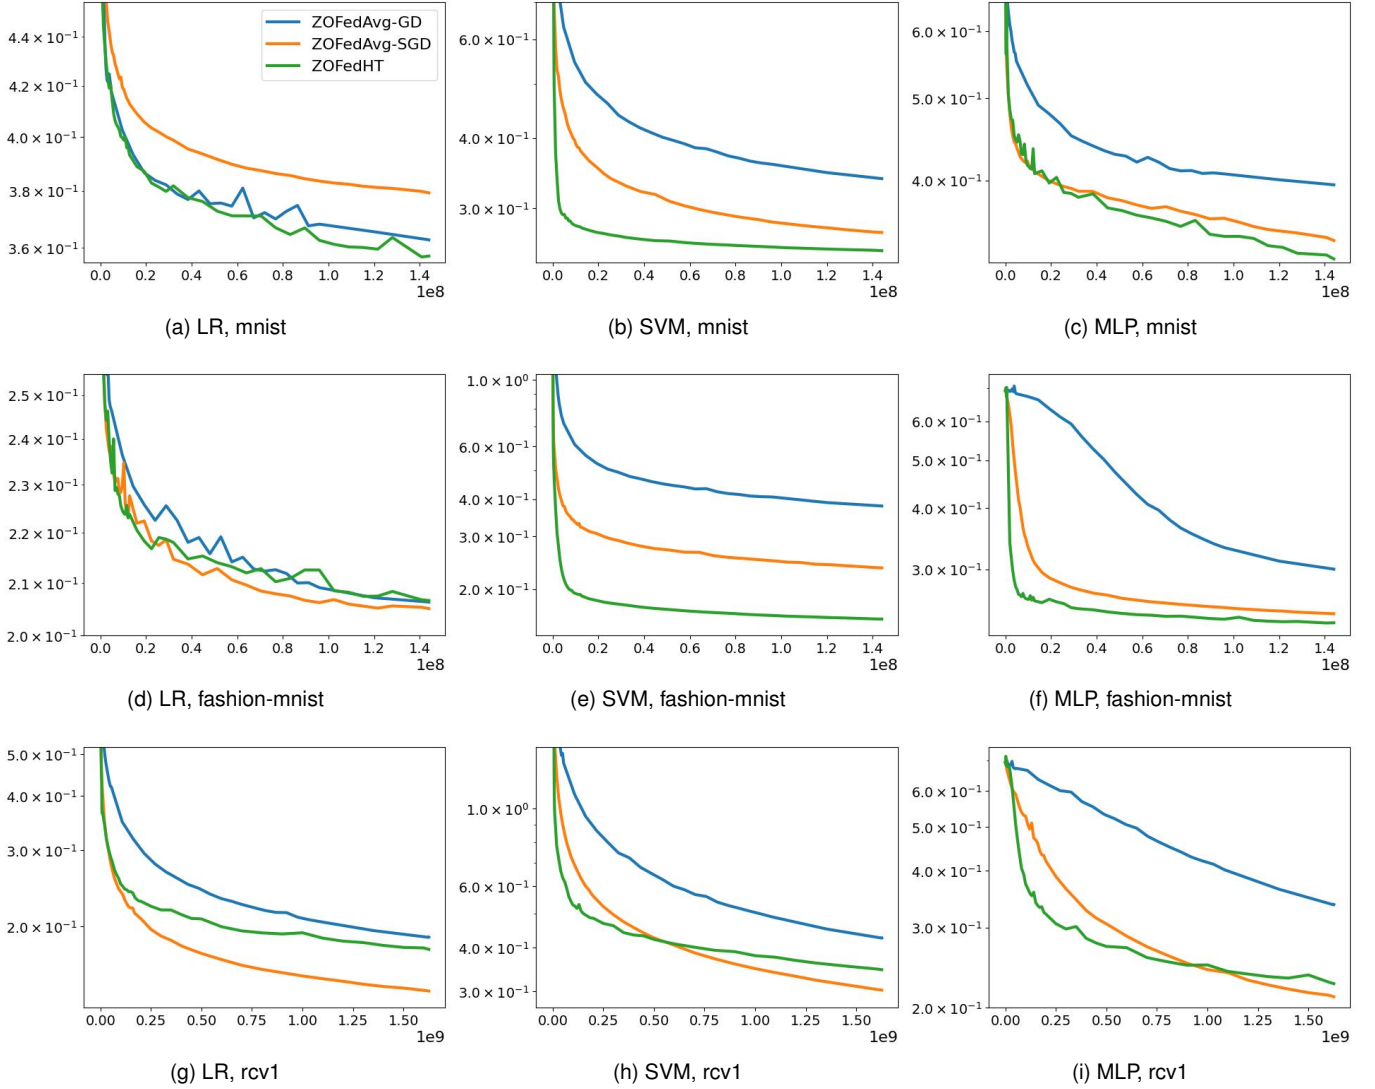 4.4 × 10⁻¹
4.2 × 10⁻¹
4.0 × 10⁻¹
3.8 × 10⁻¹
3.6 × 10⁻¹
ZOFedAvg-GD
ZOFedAvg-SGD
ZOFedHT
0.0 0.2 0.4 0.6 0.8 1.0 1.2 1.4
1e8
(a) LR, mnist
6.0 × 10⁻¹
4.0 × 10⁻¹
3.0 × 10⁻¹
0.0 0.2 0.4 0.6 0.8 1.0 1.2 1.4
1e8
(b) SVM, mnist
6.0 × 10⁻¹
5.0 × 10⁻¹
4.0 × 10⁻¹
0.0 0.2 0.4 0.6 0.8 1.0 1.2 1.4
1e8
(c) MLP, mnist
2.5 × 10⁻¹
2.4 × 10⁻¹
2.3 × 10⁻¹
2.2 × 10⁻¹
2.1 × 10⁻¹
2.0 × 10⁻¹
0.0 0.2 0.4 0.6 0.8 1.0 1.2 1.4
1e8
(d) LR, fashion-mnist
1.0 × 10⁰
6.0 × 10⁻¹
4.0 × 10⁻¹
3.0 × 10⁻¹
2.0 × 10⁻¹
0.0 0.2 0.4 0.6 0.8 1.0 1.2 1.4
1e8
(e) SVM, fashion-mnist
6.0 × 10⁻¹
5.0 × 10⁻¹
4.0 × 10⁻¹
3.0 × 10⁻¹
0.0 0.2 0.4 0.6 0.8 1.0 1.2 1.4
1e8
(f) MLP, fashion-mnist
5.0 × 10⁻¹
4.0 × 10⁻¹
3.0 × 10⁻¹
2.0 × 10⁻¹
0.00 0.25 0.50 0.75 1.00 1.25 1.50
1e9
(g) LR, rcv1
1.0 × 10⁰
6.0 × 10⁻¹
4.0 × 10⁻¹
3.0 × 10⁻¹
0.00 0.25 0.50 0.75 1.00 1.25 1.50
1e9
(h) SVM, rcv1
6.0 × 10⁻¹
5.0 × 10⁻¹
4.0 × 10⁻¹
3.0 × 10⁻¹
2.0 × 10⁻¹
0.00 0.25 0.50 0.75 1.00 1.25 1.50
1e9
(i) MLP, rcv1